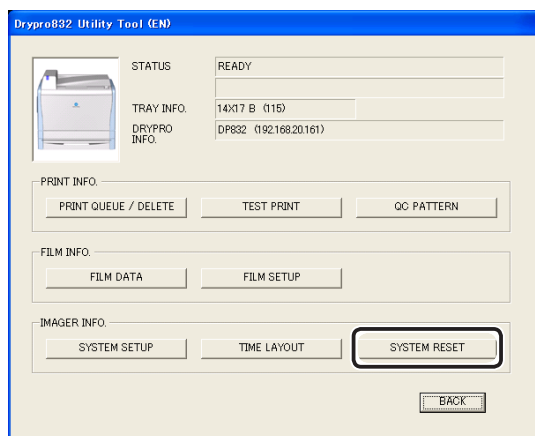 Drypro832 Utility Tool (EN)
STATUS
READY
TRAY INFO.
14X17 B (115)
DRYPRO
INFO.
DP832 (192.168.20.161)
PRINT INFO.
PRINT QUEUE / DELETE
TEST PRINT
QC PATTERN
FILM INFO.
FILM DATA
FILM SETUP
IMAGER INFO.
SYSTEM SETUP
TIME LAYOUT
SYSTEM RESET
BACK